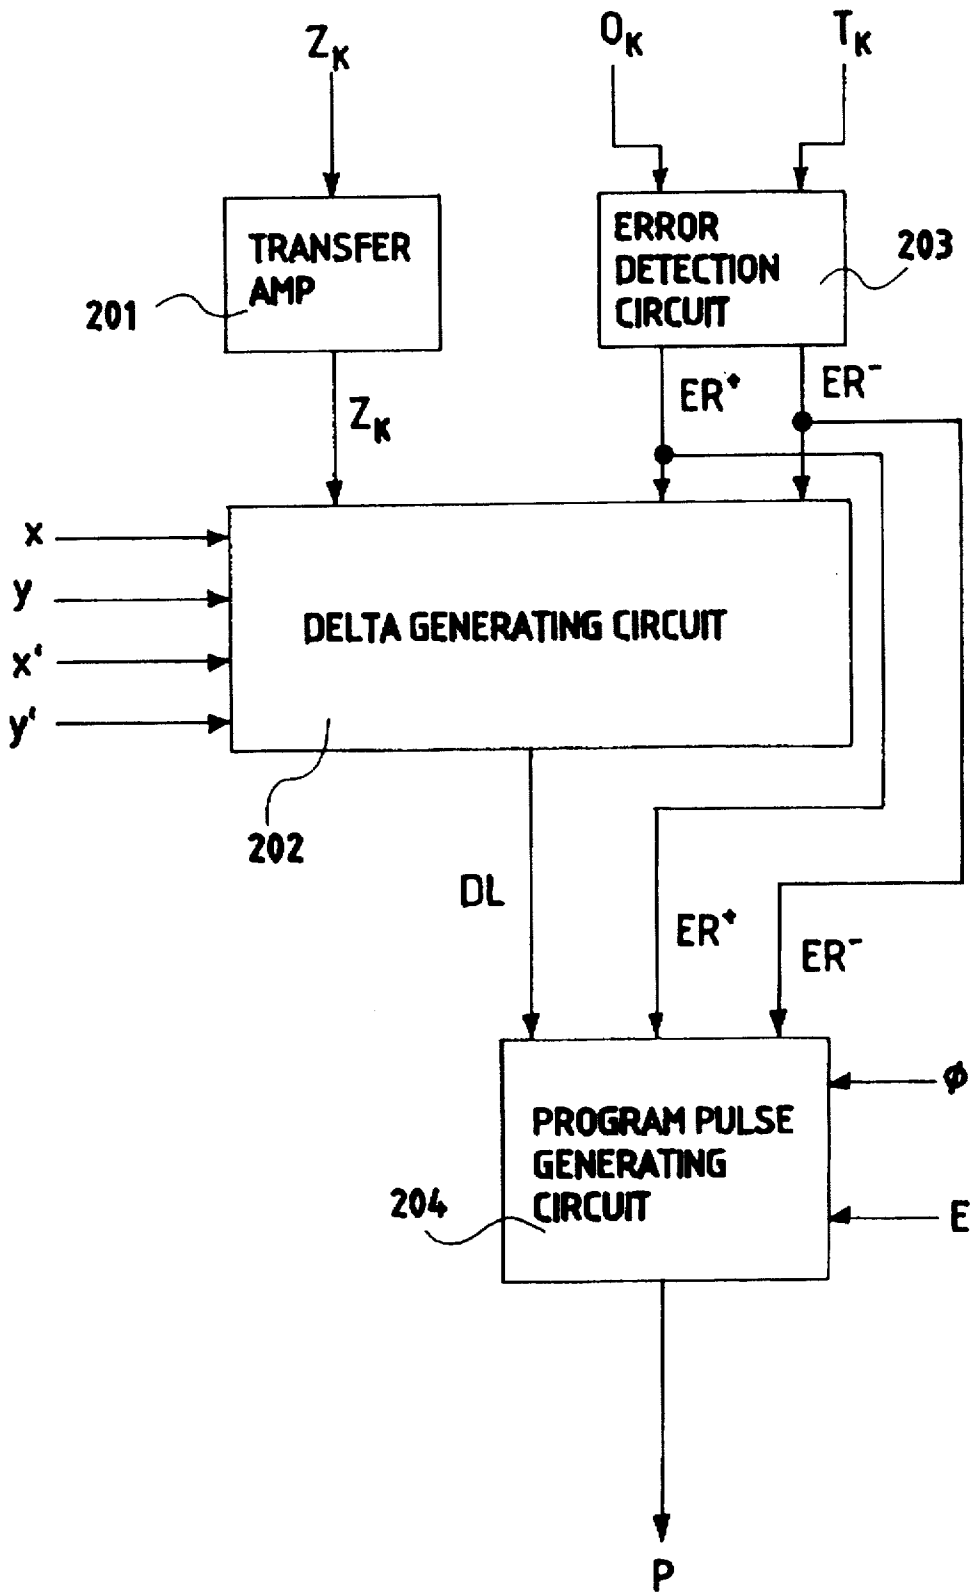 Z_K
O_K
T_K
TRANSFER
AMP
201
ERROR
DETECTION
CIRCUIT
203
ER⁺
ER⁻
Z_K
x
y
x'
y'
DELTA GENERATING CIRCUIT
202
DL
ER⁺
ER⁻
PROGRAM PULSE
GENERATING
CIRCUIT
204
φ
E
P